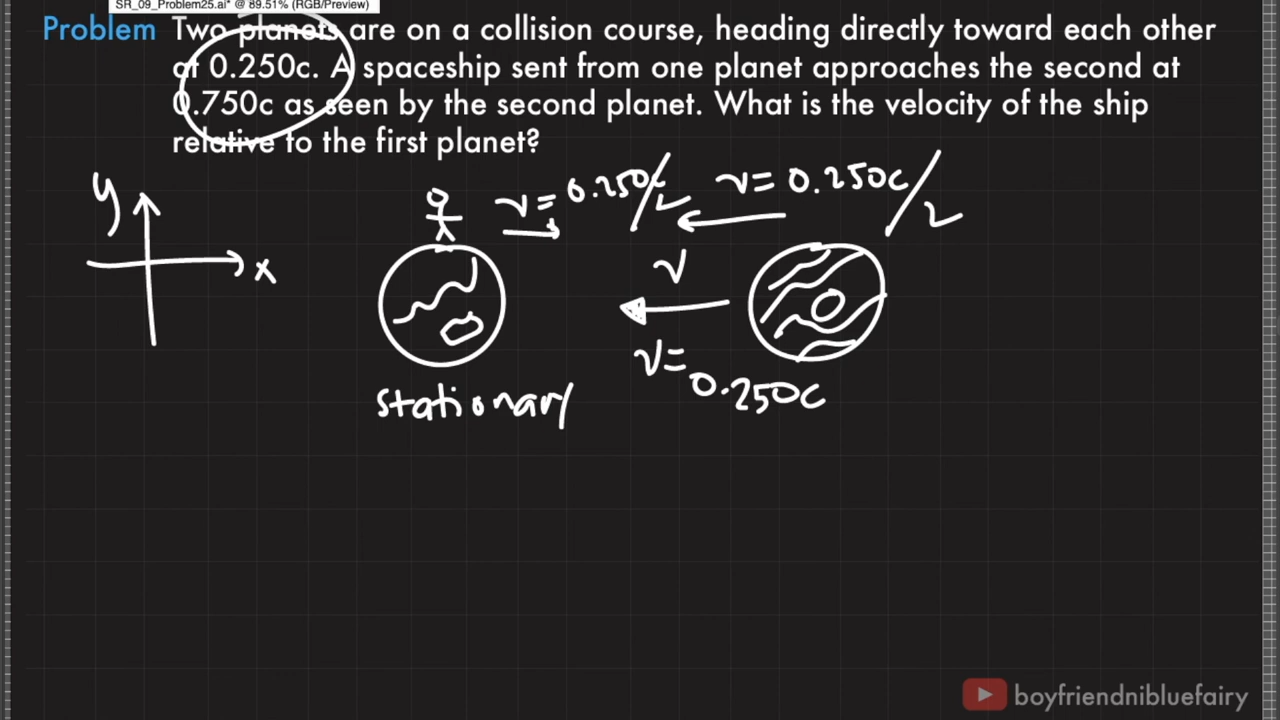 SR_09_Problem25.ai* @ 89.51% (RGB/Preview)
Problem Two planets are on a collision course, heading directly toward each other
at 0.250c. A spaceship sent from one planet approaches the second at
0.750c as seen by the second planet. What is the velocity of the ship
relative to the first planet?
y
x
v = 0.250c/2
v = 0.250c/2
v
v = 0.250c
stationary
boyfriendnibluefairy